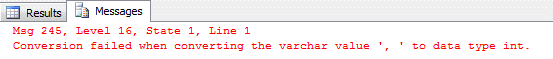 Results Messages
Msg 245, Level 16, State 1, Line 1
Conversion failed when converting the varchar value ', ' to data type int.